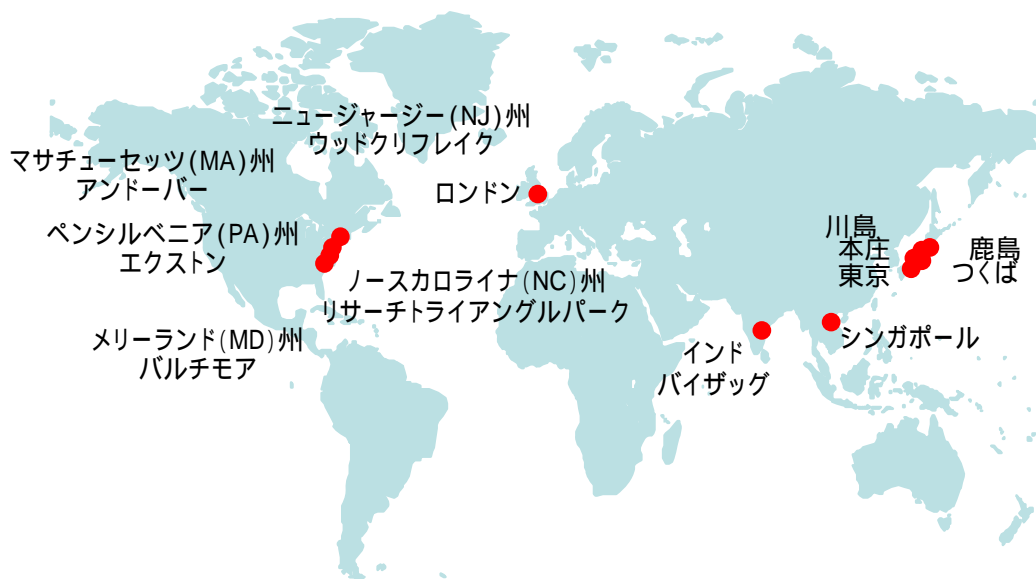 ニュージャージー(NJ)州
ウッドクリフレイク
マサチューセッツ(MA)州
アンドーバー
ロンドン
ペンシルベニア(PA)州
エクストン
川島
本庄
東京
鹿島
つくば
ノースカロライナ(NC)州
リサーチトライアングルパーク
メリーランド(MD)州
バルチモア
シンガポール
インド
バイザッグ